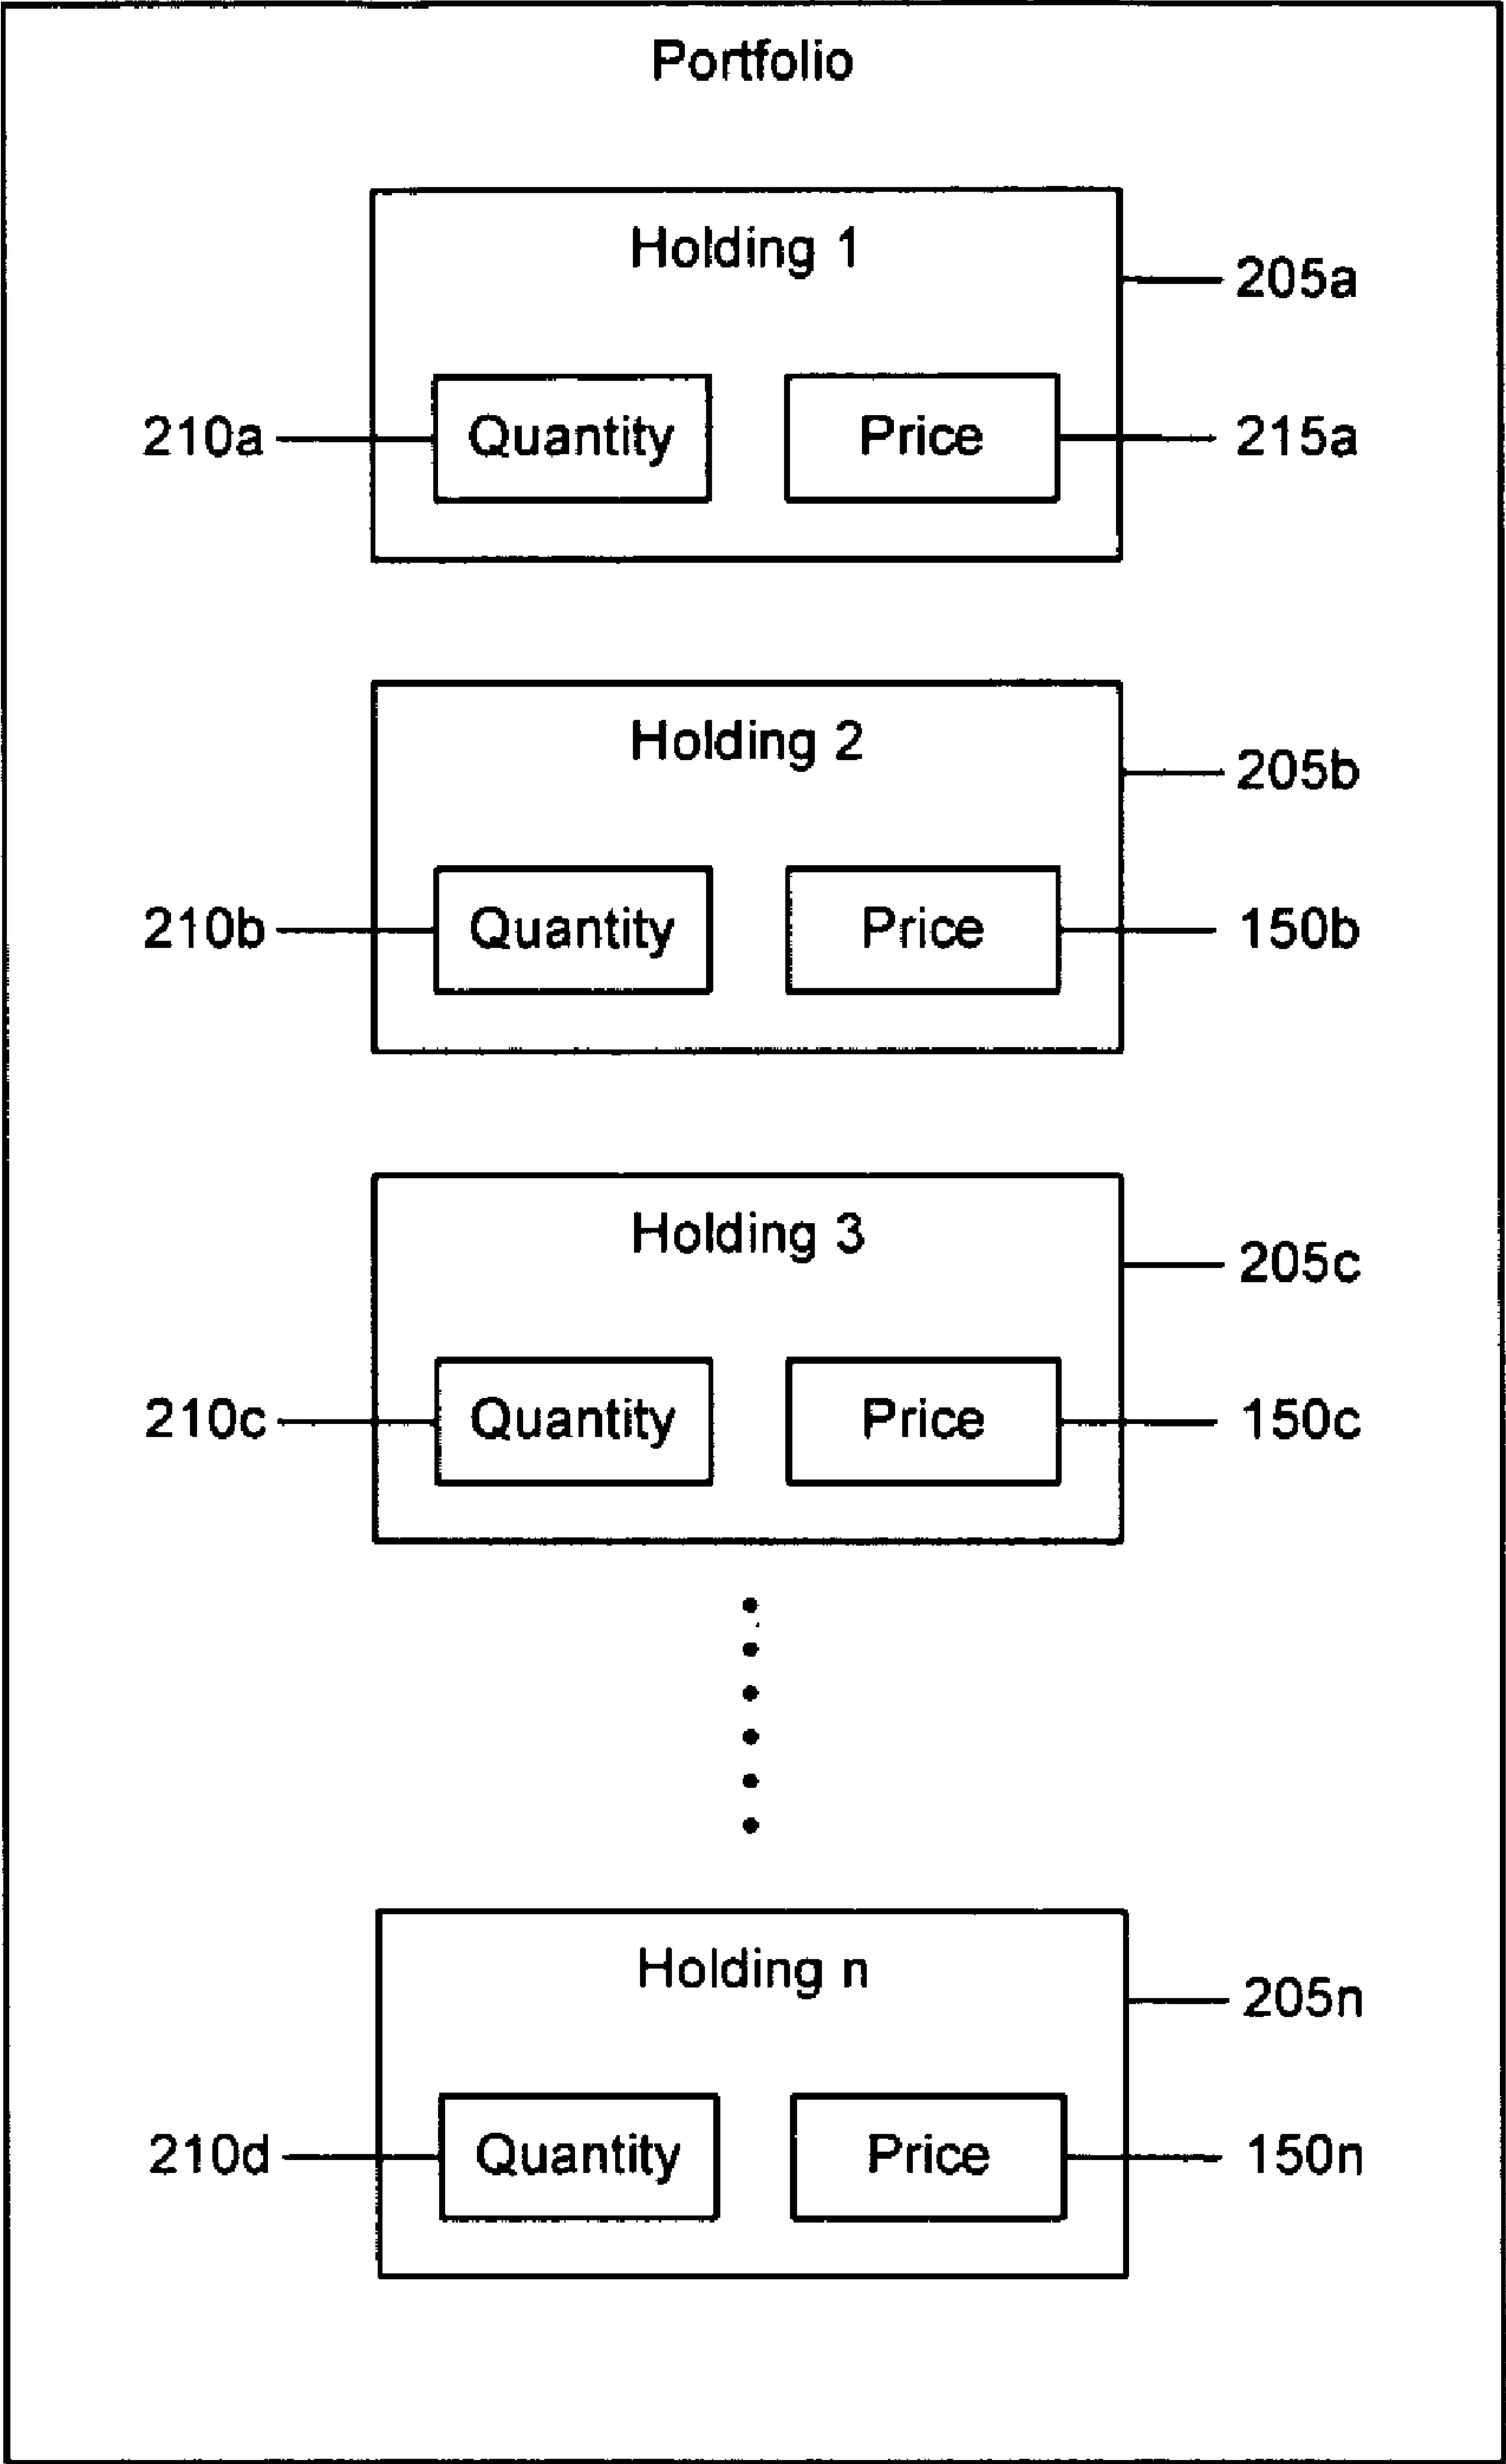 Portfolio
Holding 1
205a
210a Quantity Price 215a
Holding 2
205b
210b Quantity Price 150b
Holding 3
205c
210c Quantity Price 150c
Holding n
205n
210d Quantity Price 150n